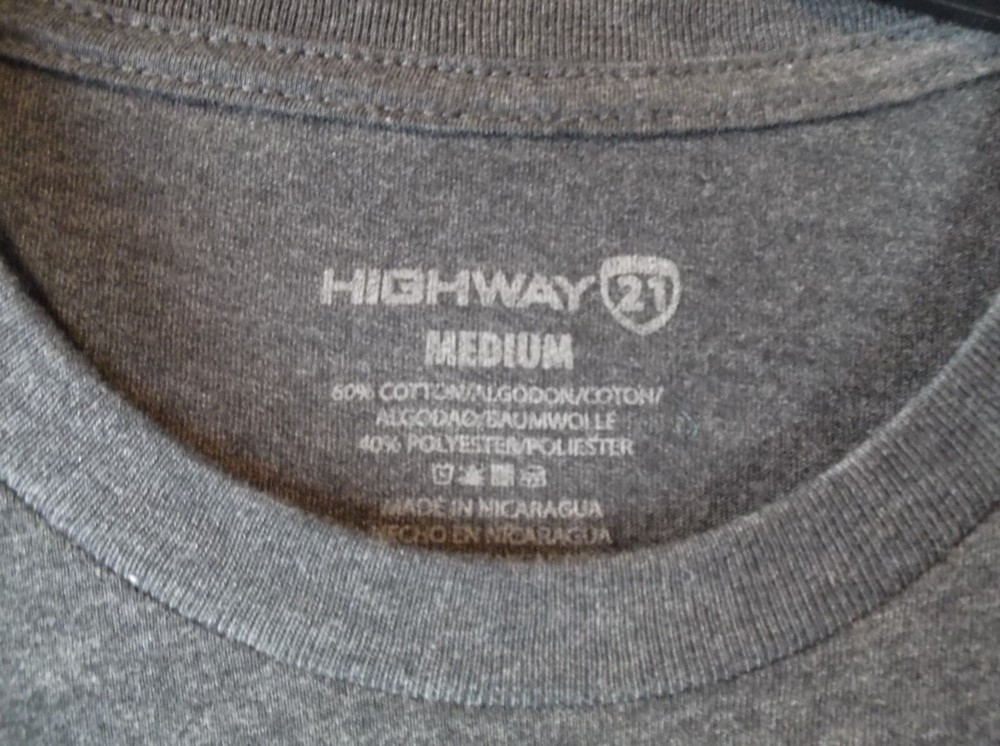 HIGHWAY 21
MEDIUM
60% COTTON/ALGODON/COTON/
ALGODAO/BAUMWOLLE
40% POLYESTER/POLIESTER
MADE IN NICARAGUA
HECHO EN NICARAGUA